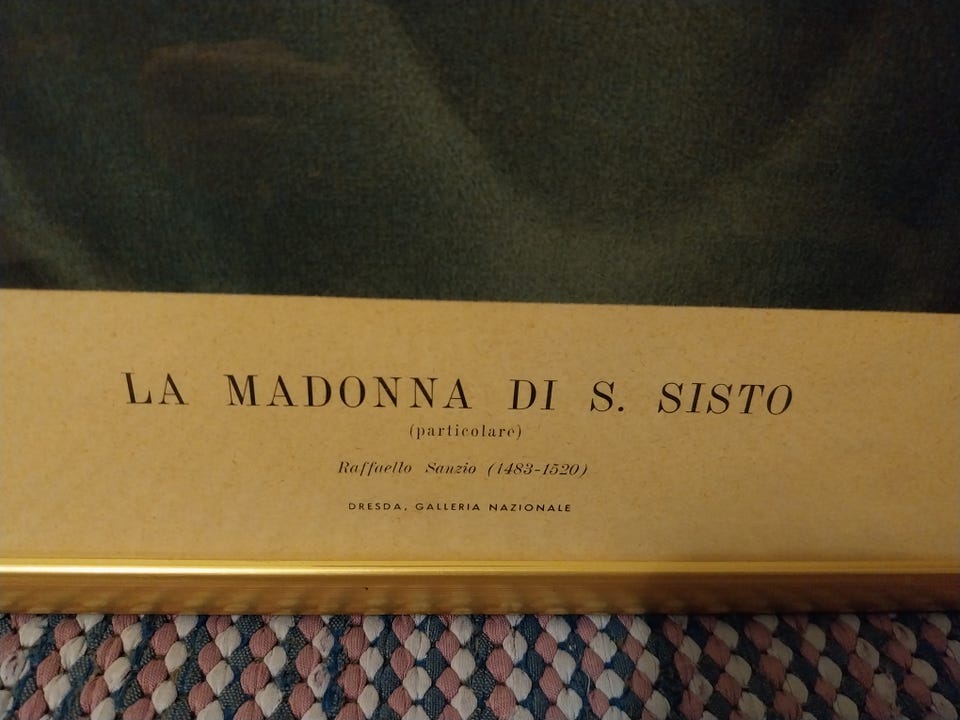 LA MADONNA DI S. SISTO
(particolare)
Raffaello Sanzio (1483-1520)
DRESDA, GALLERIA NAZIONALE